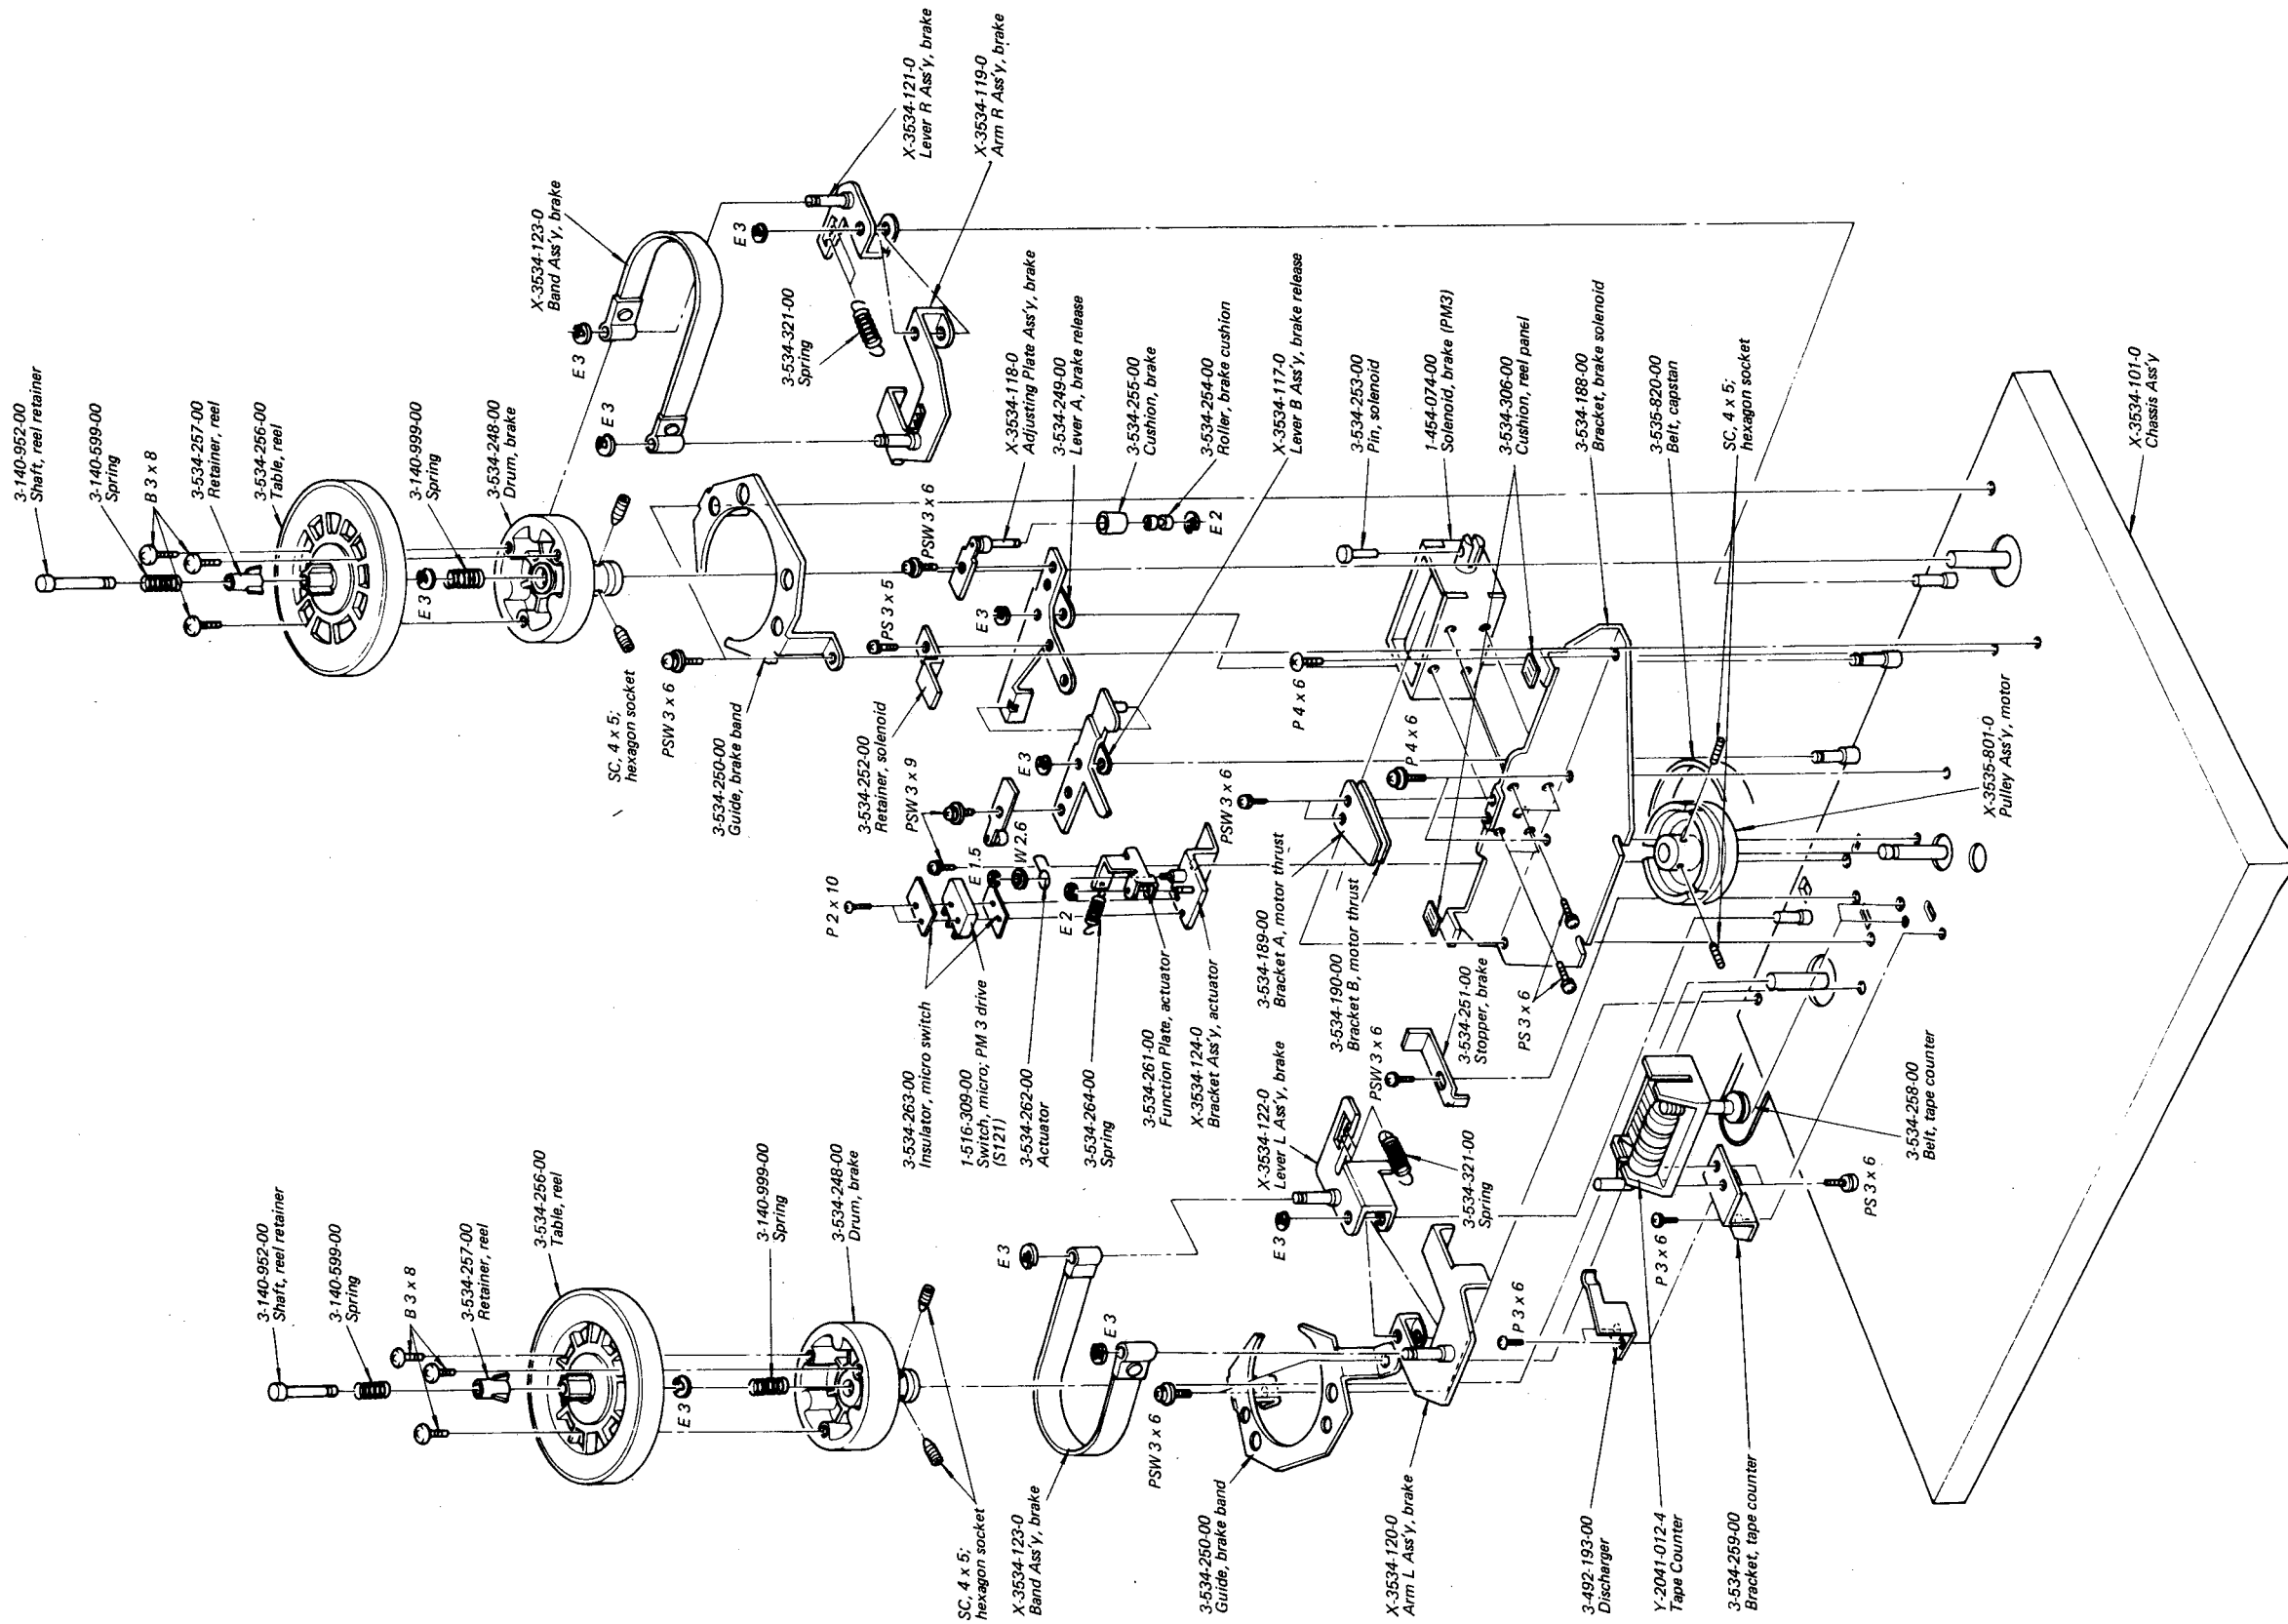 3-140-952-00
Shaft, reel retainer
3-140-599-00
Spring
B 3 x 8
3-534-257-00
Retainer, reel
3-534-256-00
Table, reel
E 3
3-140-999-00
Spring
3-534-248-00
Drum, brake
SC, 4 x 5;
hexagon socket
X-3534-123-0
Band Ass'y, brake
E 3
E 3
PSW 3 x 6
3-534-250-00
Guide, brake band
X-3534-120-0
Arm L Ass'y, brake
E 3
X-3534-122-0
Lever L Ass'y, brake
PSW 3 x 6
3-534-321-00
Spring
3-534-251-00
Stopper, brake
P 3 x 6
3-492-193-00
Discharger
Y-2041-012-4
Tape Counter
3-534-259-00
Bracket, tape counter
P 3 x 6
PS 3 x 6
3-534-258-00
Belt, tape counter
P 2 x 10
3-534-263-00
Insulator, micro switch
1-516-309-00
Switch, micro; PM 3 drive
(S121)
3-534-262-00
Actuator
3-534-264-00
Spring
3-534-261-00
Function Plate, actuator
X-3534-124-0
Bracket Ass'y, actuator
E 1.5
W 2.6
E 2
PSW 3 x 9
PSW 3 x 6
3-534-189-00
Bracket A, motor thrust
3-534-190-00
Bracket B, motor thrust
PS 3 x 6
3-140-952-00
Shaft, reel retainer
3-140-599-00
Spring
B 3 x 8
3-534-257-00
Retainer, reel
3-534-256-00
Table, reel
E 3
3-140-999-00
Spring
3-534-248-00
Drum, brake
SC, 4 x 5;
hexagon socket
PSW 3 x 6
3-534-250-00
Guide, brake band
3-534-252-00
Retainer, solenoid
PS 3 x 5
PSW 3 x 6
E 3
E 3
P 4 x 6
P 4 x 6
X-3534-123-0
Band Ass'y, brake
E 3
E 3
E 3
3-534-321-00
Spring
X-3534-121-0
Lever R Ass'y, brake
X-3534-119-0
Arm R Ass'y, brake
X-3534-118-0
Adjusting Plate Ass'y, brake
3-534-249-00
Lever A, brake release
3-534-255-00
Cushion, brake
3-534-254-00
Roller, brake cushion
E 2
X-3534-117-0
Lever B Ass'y, brake release
3-534-253-00
Pin, solenoid
1-454-074-00
Solenoid, brake (PM3)
3-534-306-00
Cushion, reel panel
3-534-188-00
Bracket, brake solenoid
3-535-820-00
Belt, capstan
SC, 4 x 5;
hexagon socket
X-3535-801-0
Pulley Ass'y, motor
X-3534-101-0
Chassis Ass'y